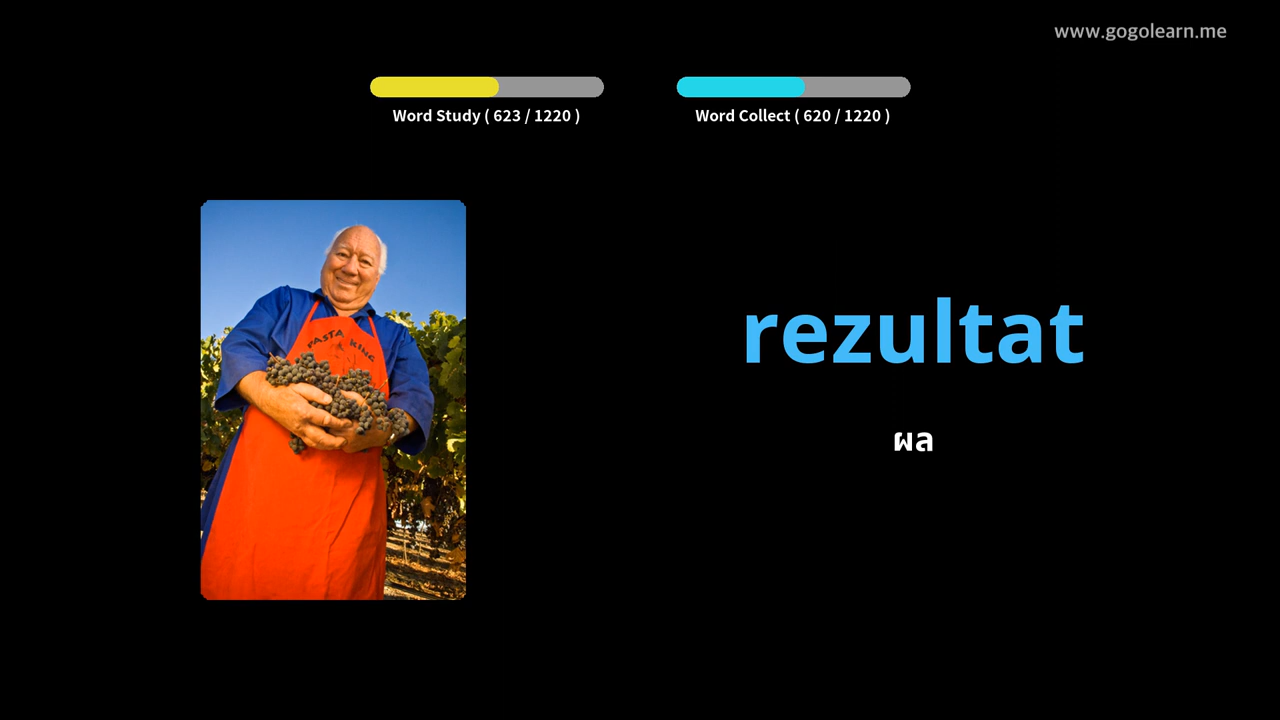 www.gogolearn.me
Word Study ( 623 / 1220 )
Word Collect ( 620 / 1220 )
PASTA KING
rezultat
ผล